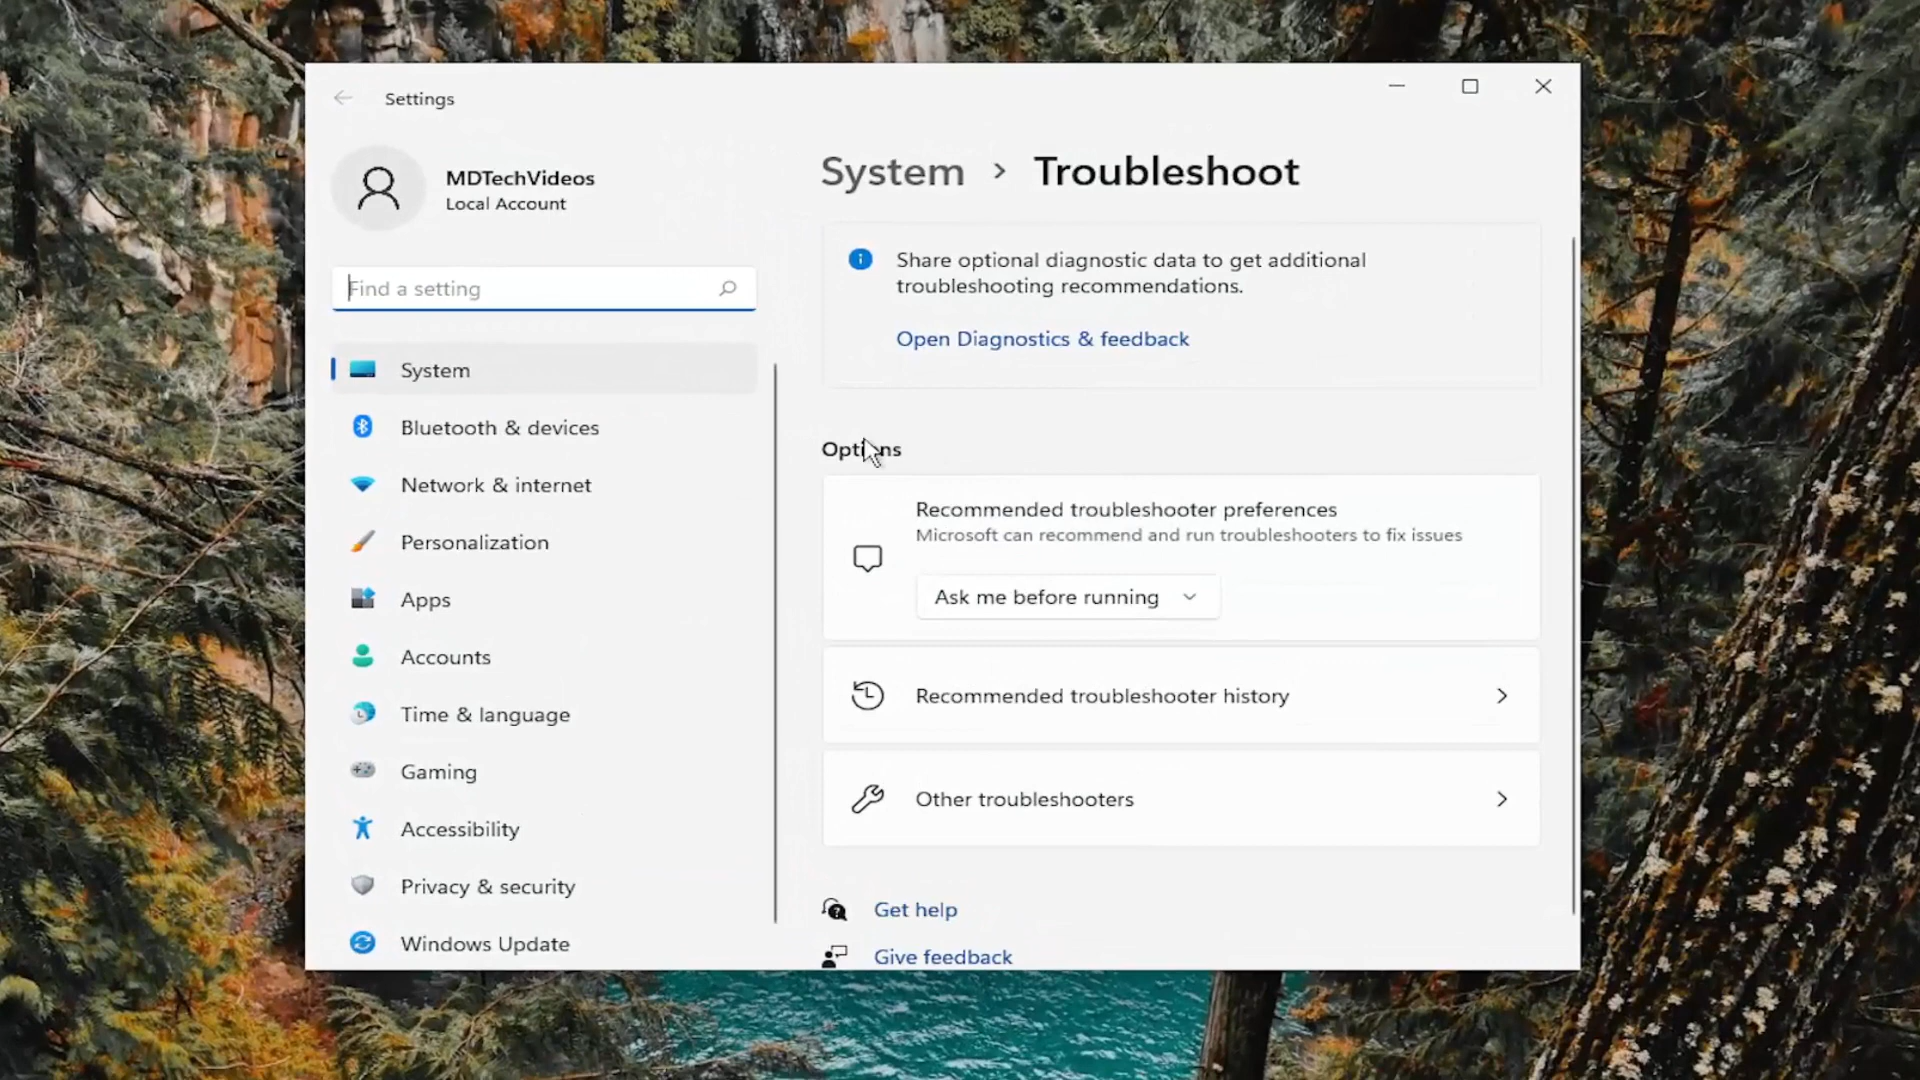 Settings
MDTechVideos
Local Account
Find a setting
System
Bluetooth & devices
Network & internet
Personalization
Apps
Accounts
Time & language
Gaming
Accessibility
Privacy & security
Windows Update
System > Troubleshoot
Share optional diagnostic data to get additional
troubleshooting recommendations.
Open Diagnostics & feedback
Options
Recommended troubleshooter preferences
Microsoft can recommend and run troubleshooters to fix issues
Ask me before running
Recommended troubleshooter history
Other troubleshooters
Get help
Give feedback